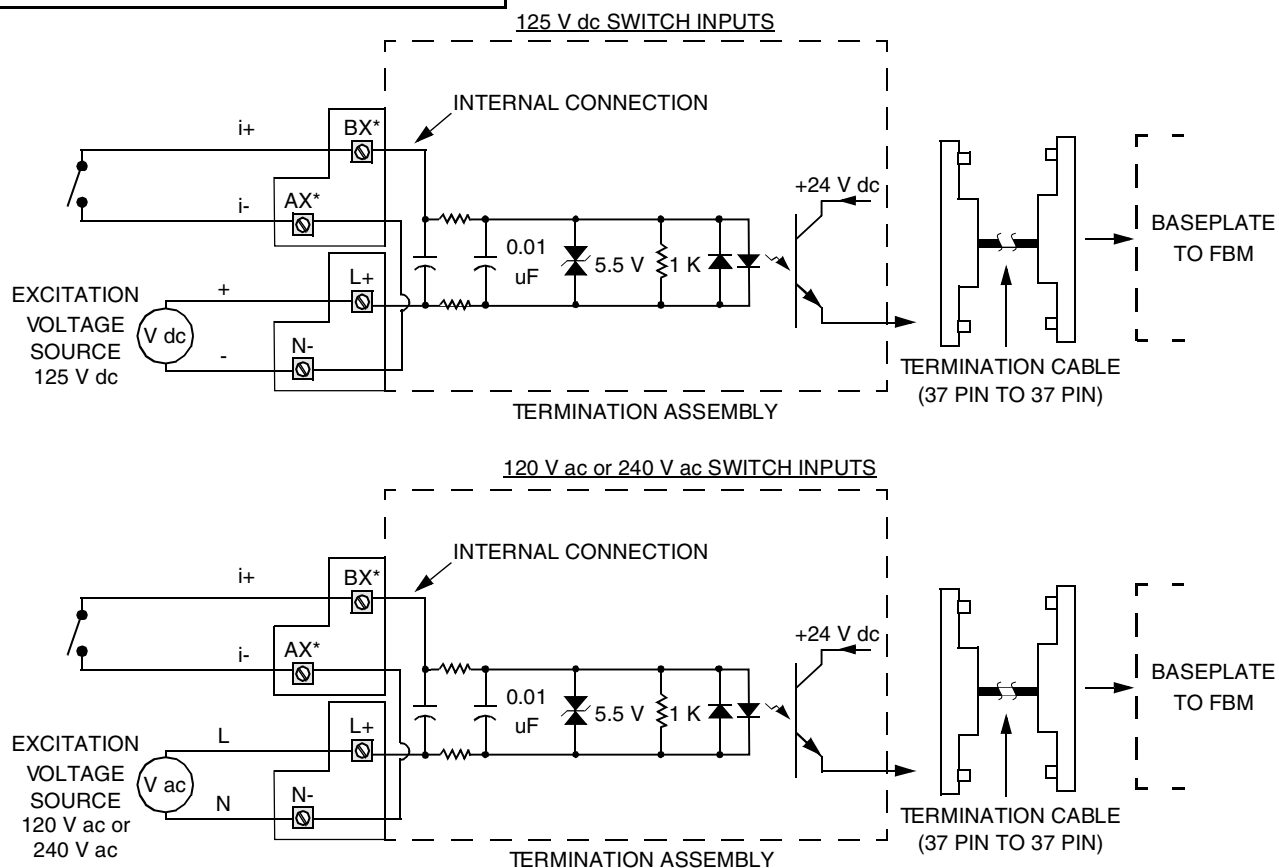 125 V dc SWITCH INPUTS
INTERNAL CONNECTION
i+
BX*
+24 V dc
i-
AX*
BASEPLATE
TO FBM
0.01
uF
5.5 V
1 K
L+
EXCITATION
VOLTAGE
SOURCE
125 V dc
+
V dc
-
N-
TERMINATION CABLE
(37 PIN TO 37 PIN)
TERMINATION ASSEMBLY
120 V ac or 240 V ac SWITCH INPUTS
INTERNAL CONNECTION
i+
BX*
+24 V dc
i-
AX*
BASEPLATE
TO FBM
0.01
uF
5.5 V
1 K
L
L+
EXCITATION
VOLTAGE
SOURCE
120 V ac or
240 V ac
V ac
N
N-
TERMINATION CABLE
(37 PIN TO 37 PIN)
TERMINATION ASSEMBLY